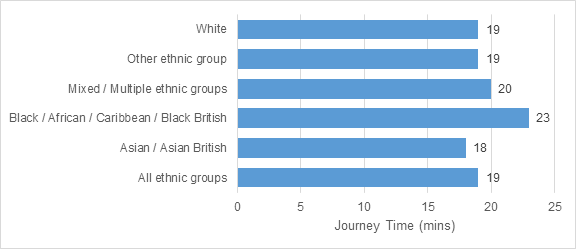 White 19
Other ethnic group 19
Mixed / Multiple ethnic groups 20
Black / African / Caribbean / Black British 23
Asian / Asian British 18
All ethnic groups 19
0 5 10 15 20 25
Journey Time (mins)